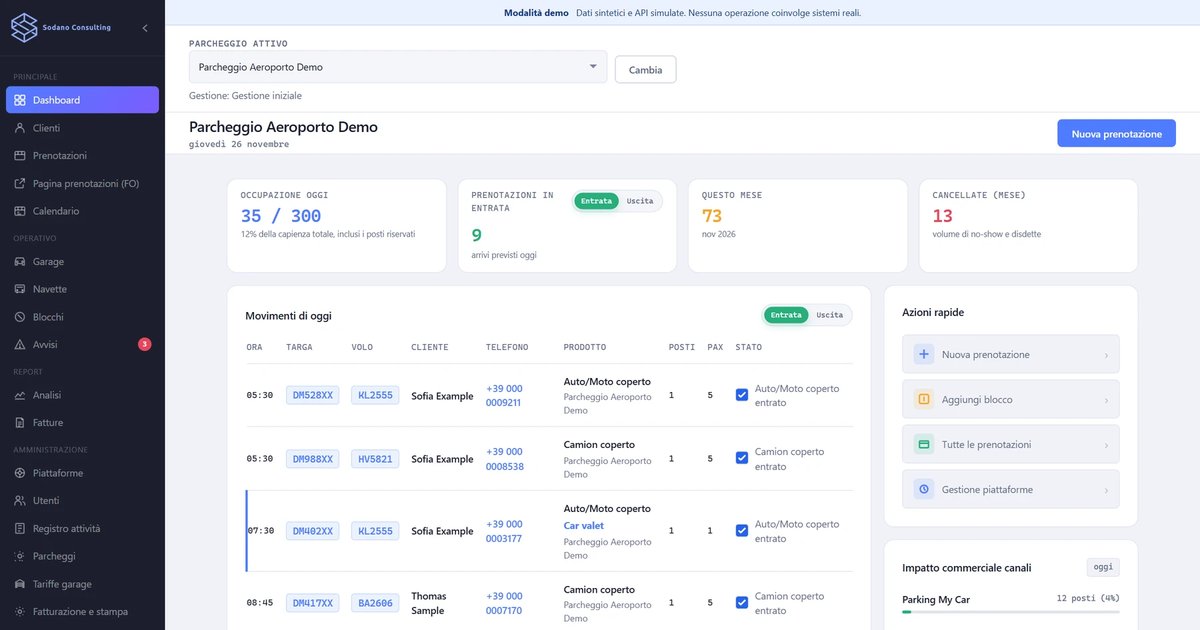 Sodano Consulting
PRINCIPALE
Dashboard
Clienti
Prenotazioni
Pagina prenotazioni (FO)
Calendario
OPERATIVO
Garage
Navette
Blocchi
Avvisi 3
REPORT
Analisi
Fatture
AMMINISTRAZIONE
Piattaforme
Utenti
Registro attività
Parcheggi
Tariffe garage
Fatturazione e stampa
Modalità demo Dati sintetici e API simulate. Nessuna operazione coinvolge sistemi reali.
PARCHEGGIO ATTIVO
Parcheggio Aeroporto Demo
Cambia
Gestione: Gestione iniziale
Parcheggio Aeroporto Demo
giovedì 26 novembre
Nuova prenotazione
OCCUPAZIONE OGGI
35 / 300
12% della capienza totale, inclusi i posti riservati
PRENOTAZIONI IN
ENTRATA
Entrata Uscita
9
arrivi previsti oggi
QUESTO MESE
73
nov 2026
CANCELLATE (MESE)
13
volume di no-show e disdette
Movimenti di oggi
Entrata Uscita
ORA TARGA VOLO CLIENTE TELEFONO PRODOTTO POSTI PAX STATO
05:30 DM528XX KL2555 Sofia Example +39 000
0009211
Auto/Moto coperto
Parcheggio Aeroporto
Demo
1 5 Auto/Moto coperto
entrato
05:30 DM988XX HV5821 Sofia Example +39 000
0008538
Camion coperto
Parcheggio Aeroporto
Demo
1 5 Camion coperto
entrato
07:30 DM402XX KL2555 Sofia Example +39 000
0003177
Auto/Moto coperto
Car valet
Parcheggio Aeroporto
Demo
1 1 Auto/Moto coperto
entrato
08:45 DM417XX BA2606 Thomas
Sample
+39 000
0007170
Camion coperto
Parcheggio Aeroporto
Demo
1 5 Camion coperto
entrato
Azioni rapide
Nuova prenotazione
Aggiungi blocco
Tutte le prenotazioni
Gestione piattaforme
Impatto commerciale canali
oggi
Parking My Car 12 posti (4%)